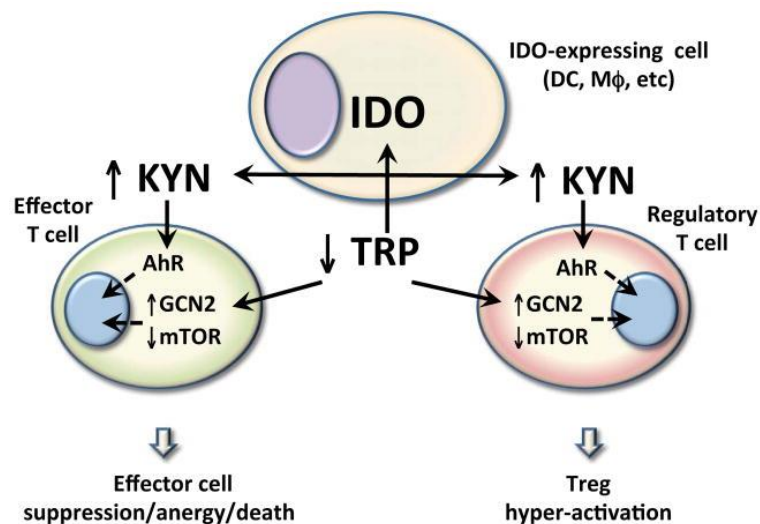 IDO-expressing cell
(DC, Mϕ, etc)
IDO
↑ KYN
↑ KYN
Effector
T cell
Regulatory
T cell
↓ TRP
AhR
↑GCN2
↓mTOR
AhR
↑GCN2
↓mTOR
Effector cell
suppression/anergy/death
Treg
hyper-activation